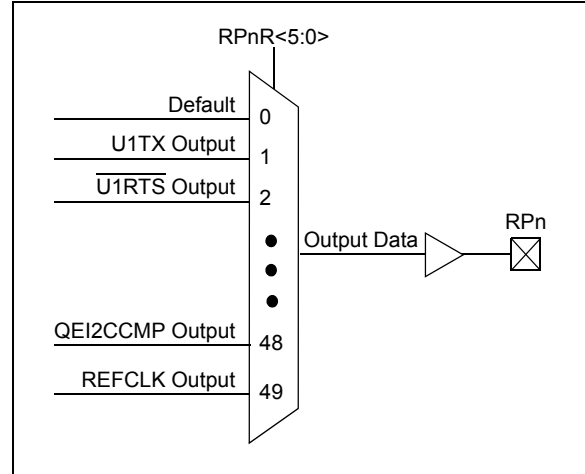 RPnR<5:0>
Default
0
U1TX Output
1
U1RTS Output
2
Output Data
RPn
QEI2CCMP Output
48
REFCLK Output
49